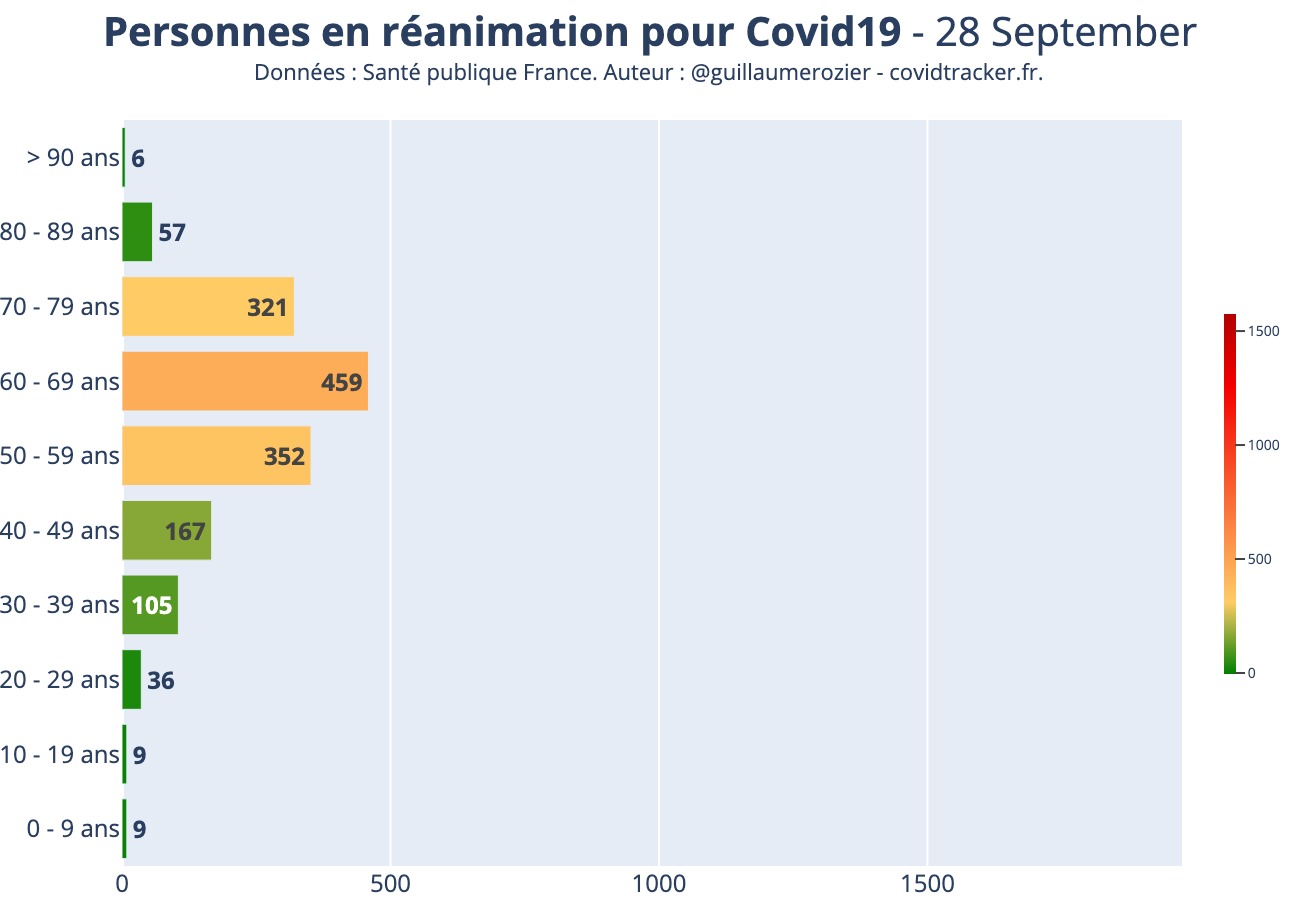 Personnes en réanimation pour Covid19 - 28 September
Données : Santé publique France. Auteur : @guillaumerozier - covidtracker.fr.
> 90 ans 6
80 - 89 ans 57
70 - 79 ans 321
60 - 69 ans 459
50 - 59 ans 352
40 - 49 ans 167
30 - 39 ans 105
20 - 29 ans 36
10 - 19 ans 9
0 - 9 ans 9
0 500 1000 1500
1500
1000
500
0